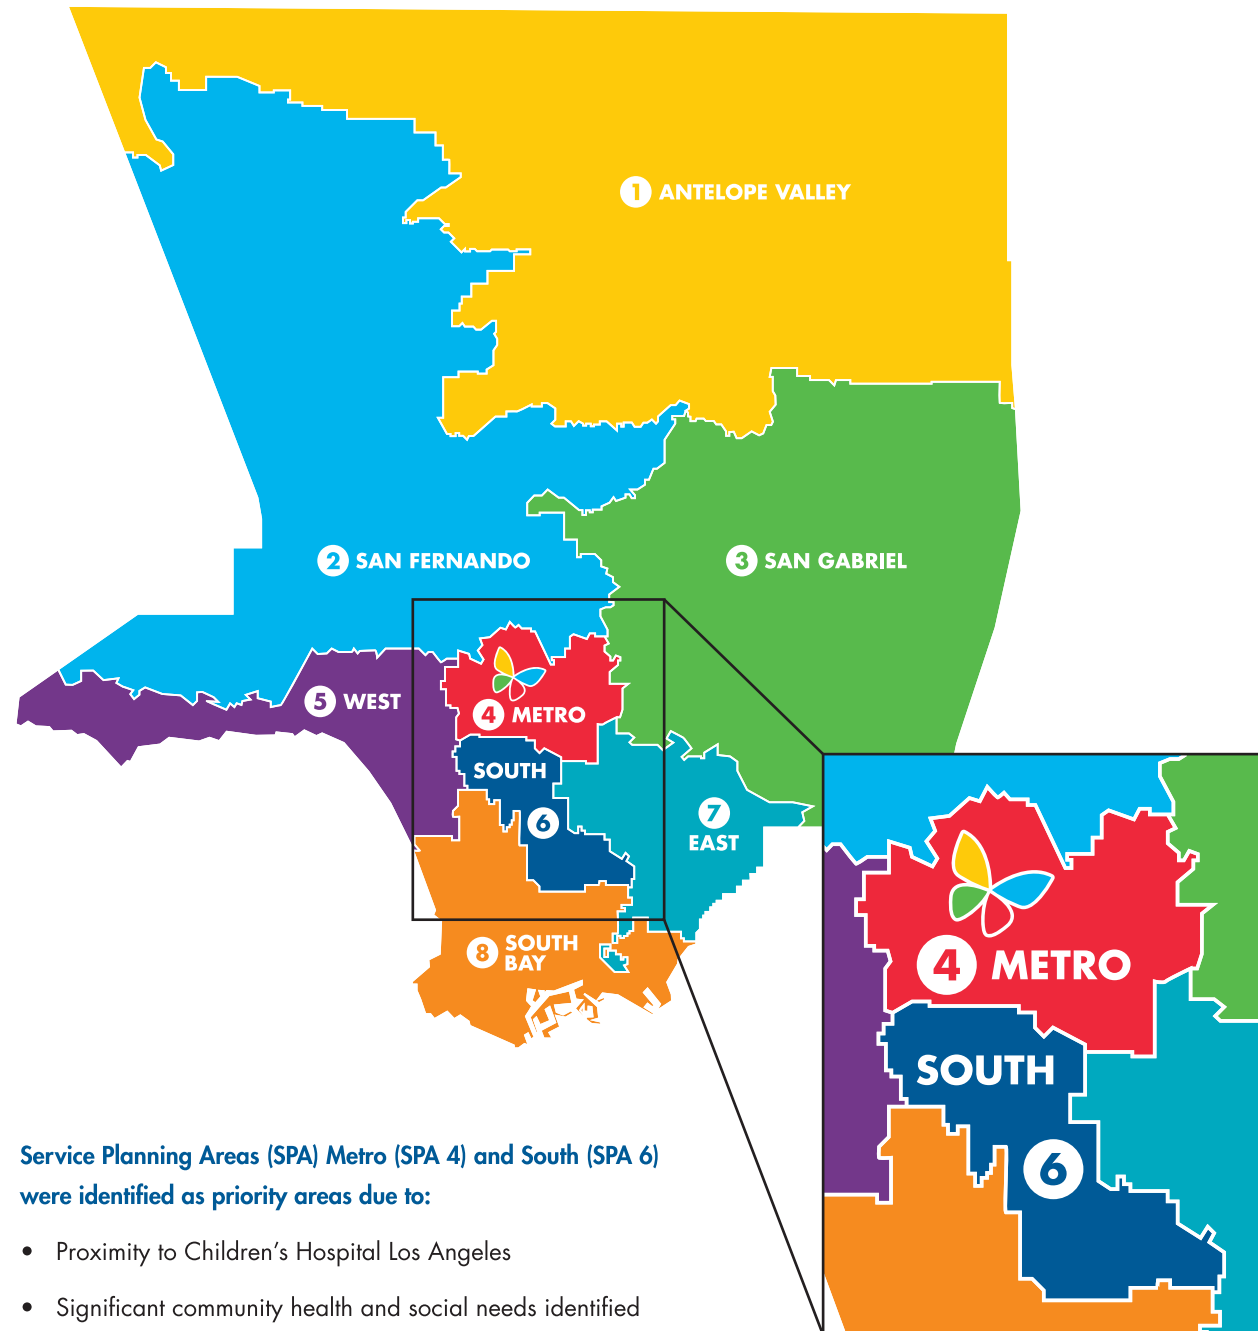 1 ANTELOPE VALLEY
2 SAN FERNANDO
3 SAN GABRIEL
5 WEST
4 METRO
SOUTH
6
7
EAST
8 SOUTH
BAY
4 METRO
SOUTH
6
Service Planning Areas (SPA) Metro (SPA 4) and South (SPA 6)
were identified as priority areas due to:
• Proximity to Children’s Hospital Los Angeles
• Significant community health and social needs identified